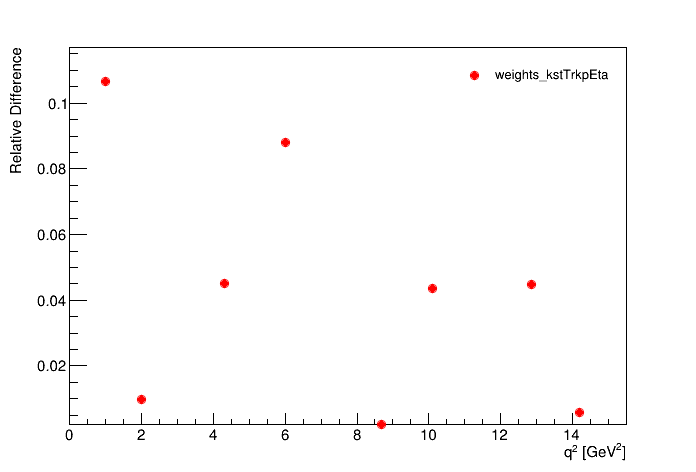 Relative Difference
weights_kstTrkpEta
0.1
0.08
0.06
0.04
0.02
0 2 4 6 8 10 12 14
q² [GeV²]